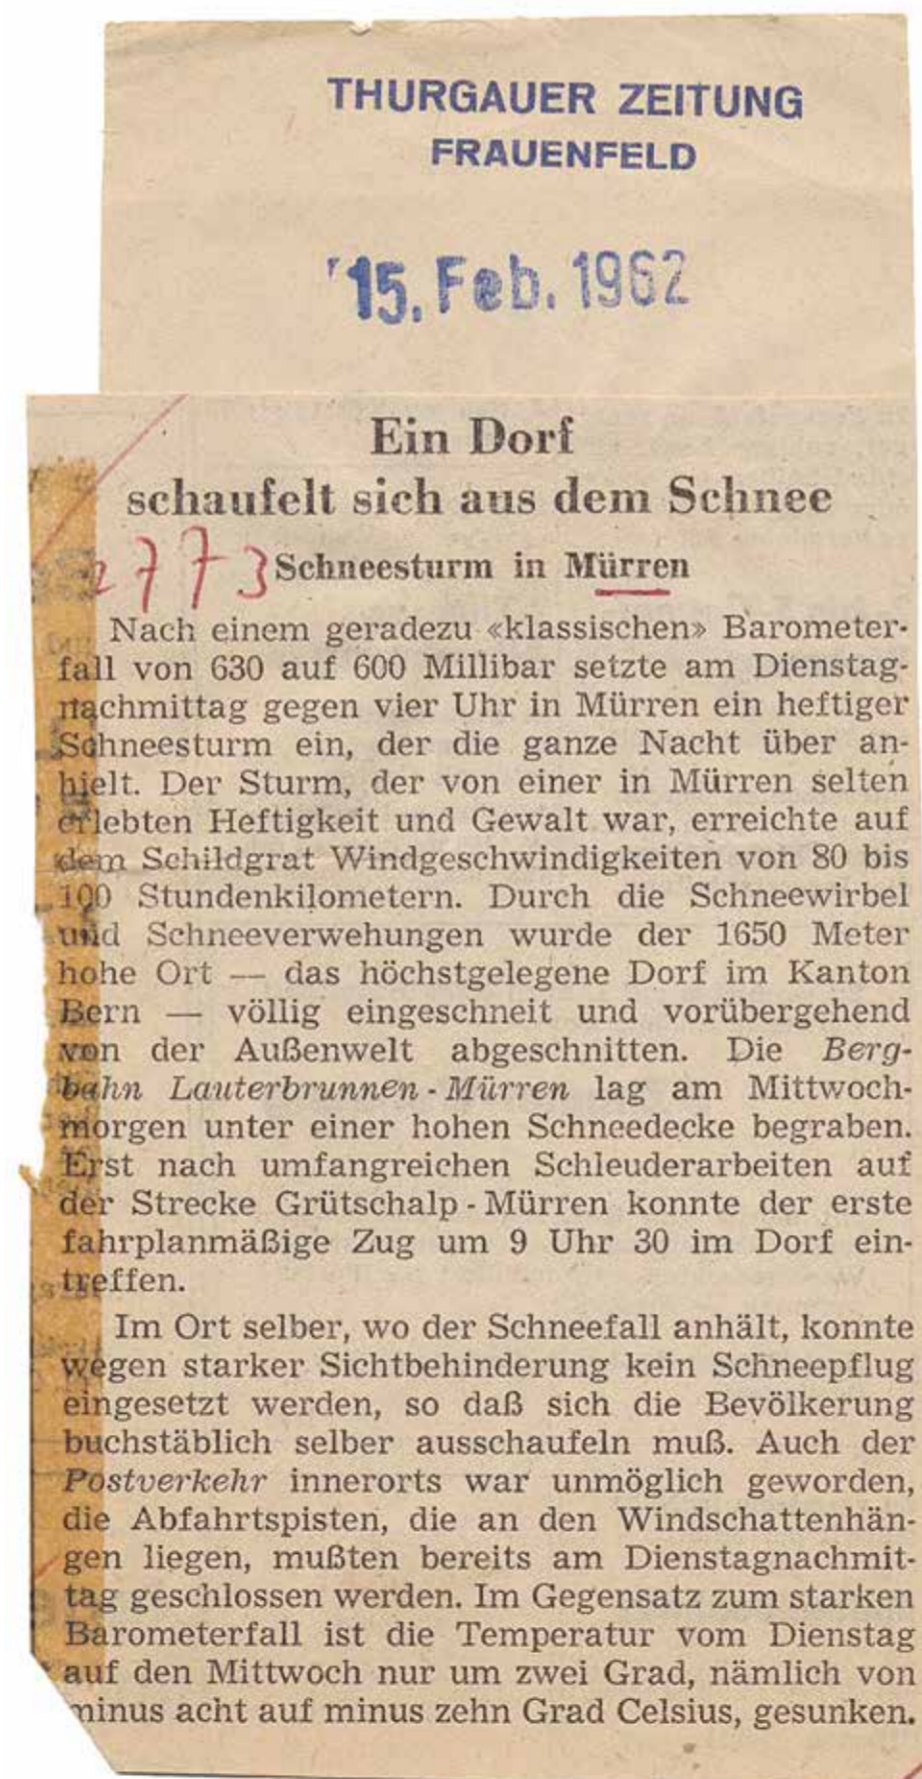 THURGAUER ZEITUNG
FRAUENFELD
15. Feb. 1962
Ein Dorf
schaufelt sich aus dem Schnee
2773
Schneesturm in Mürren
Nach einem geradezu «klassischen» Barometer-
fall von 630 auf 600 Millibar setzte am Dienstag-
nachmittag gegen vier Uhr in Mürren ein heftiger
Schneesturm ein, der die ganze Nacht über an-
hielt. Der Sturm, der von einer in Mürren selten
erlebten Heftigkeit und Gewalt war, erreichte auf
dem Schildgrat Windgeschwindigkeiten von 80 bis
100 Stundenkilometern. Durch die Schneewirbel
und Schneeverwehungen wurde der 1650 Meter
hohe Ort — das höchstgelegene Dorf im Kanton
Bern — völlig eingeschneit und vorübergehend
von der Außenwelt abgeschnitten. Die Berg-
bahn Lauterbrunnen - Mürren lag am Mittwoch-
morgen unter einer hohen Schneedecke begraben.
Erst nach umfangreichen Schleuderarbeiten auf
der Strecke Grütschalp - Mürren konnte der erste
fahrplanmäßige Zug um 9 Uhr 30 im Dorf ein-
treffen.
Im Ort selber, wo der Schneefall anhält, konnte
wegen starker Sichtbehinderung kein Schneepflug
eingesetzt werden, so daß sich die Bevölkerung
buchstäblich selber ausschaufeln muß. Auch der
Postverkehr innerorts war unmöglich geworden,
die Abfahrtspisten, die an den Windschattenhän-
gen liegen, mußten bereits am Dienstagnachmit-
tag geschlossen werden. Im Gegensatz zum starken
Barometerfall ist die Temperatur vom Dienstag
auf den Mittwoch nur um zwei Grad, nämlich von
minus acht auf minus zehn Grad Celsius, gesunken.